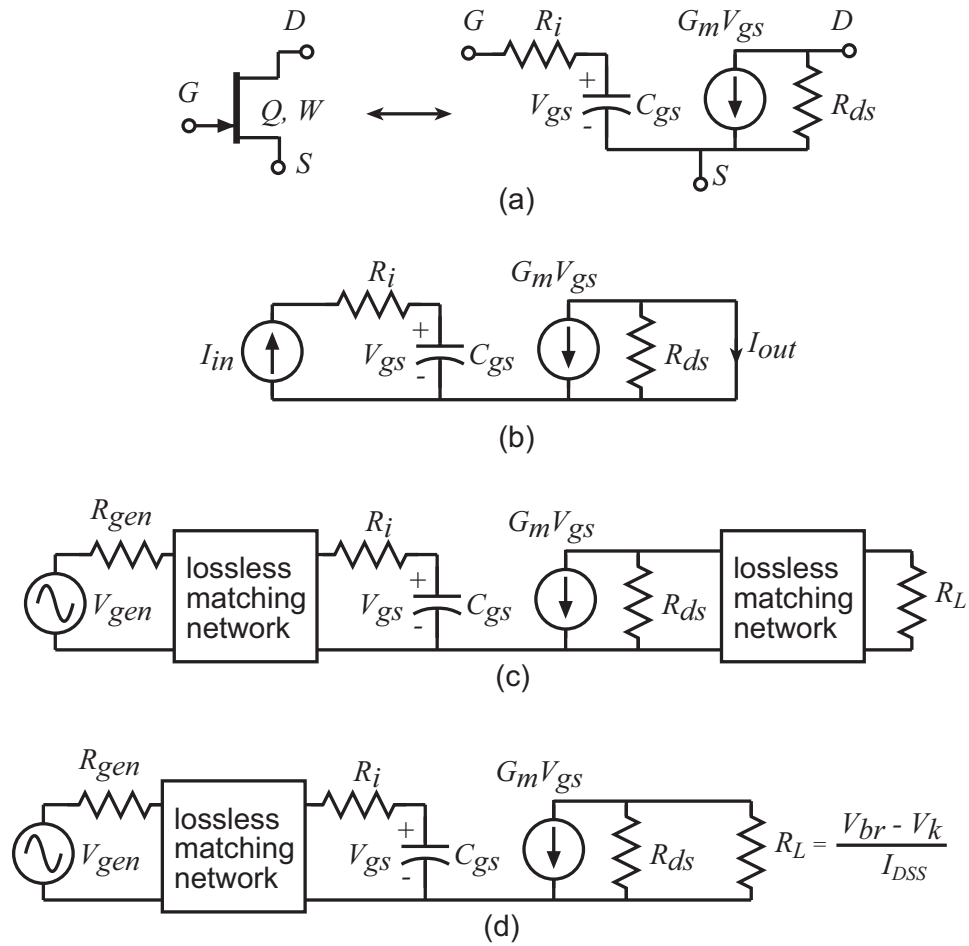 D
G
Q, W
S
G
R_i
+
V_gs
-
C_gs
G_mV_gs
D
R_ds
S
(a)
I_in
R_i
+
V_gs
-
C_gs
G_mV_gs
R_ds
I_out
(b)
R_gen
V_gen
lossless
matching
network
R_i
+
V_gs
-
C_gs
G_mV_gs
R_ds
lossless
matching
network
R_L
(c)
R_gen
V_gen
lossless
matching
network
R_i
+
V_gs
-
C_gs
G_mV_gs
R_ds
R_L = 
V_br - V_k
I_DSS
(d)